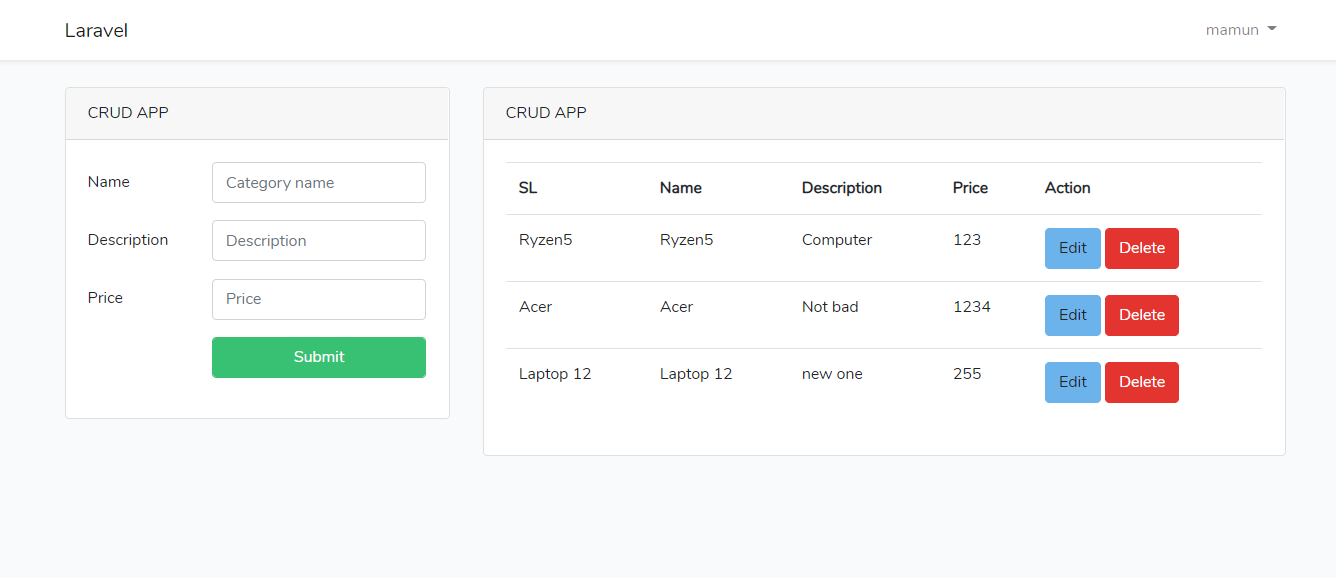 Laravel
mamun
CRUD APP
Name
Category name
Description
Description
Price
Price
Submit
CRUD APP
SL Name Description Price Action
Ryzen5 Ryzen5 Computer 123 Edit Delete
Acer Acer Not bad 1234 Edit Delete
Laptop 12 Laptop 12 new one 255 Edit Delete